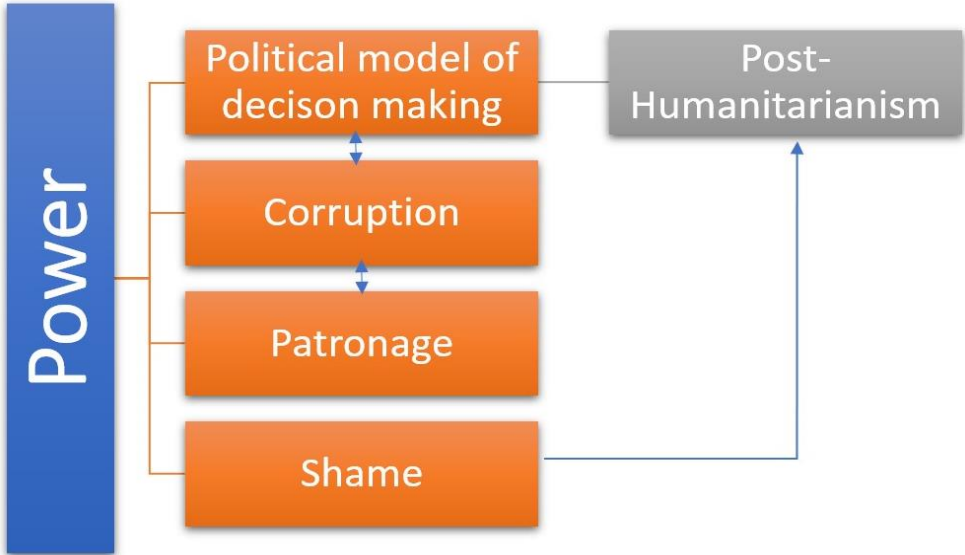 Power
Political model of
decison making
Post-
Humanitarianism
Corruption
Patronage
Shame